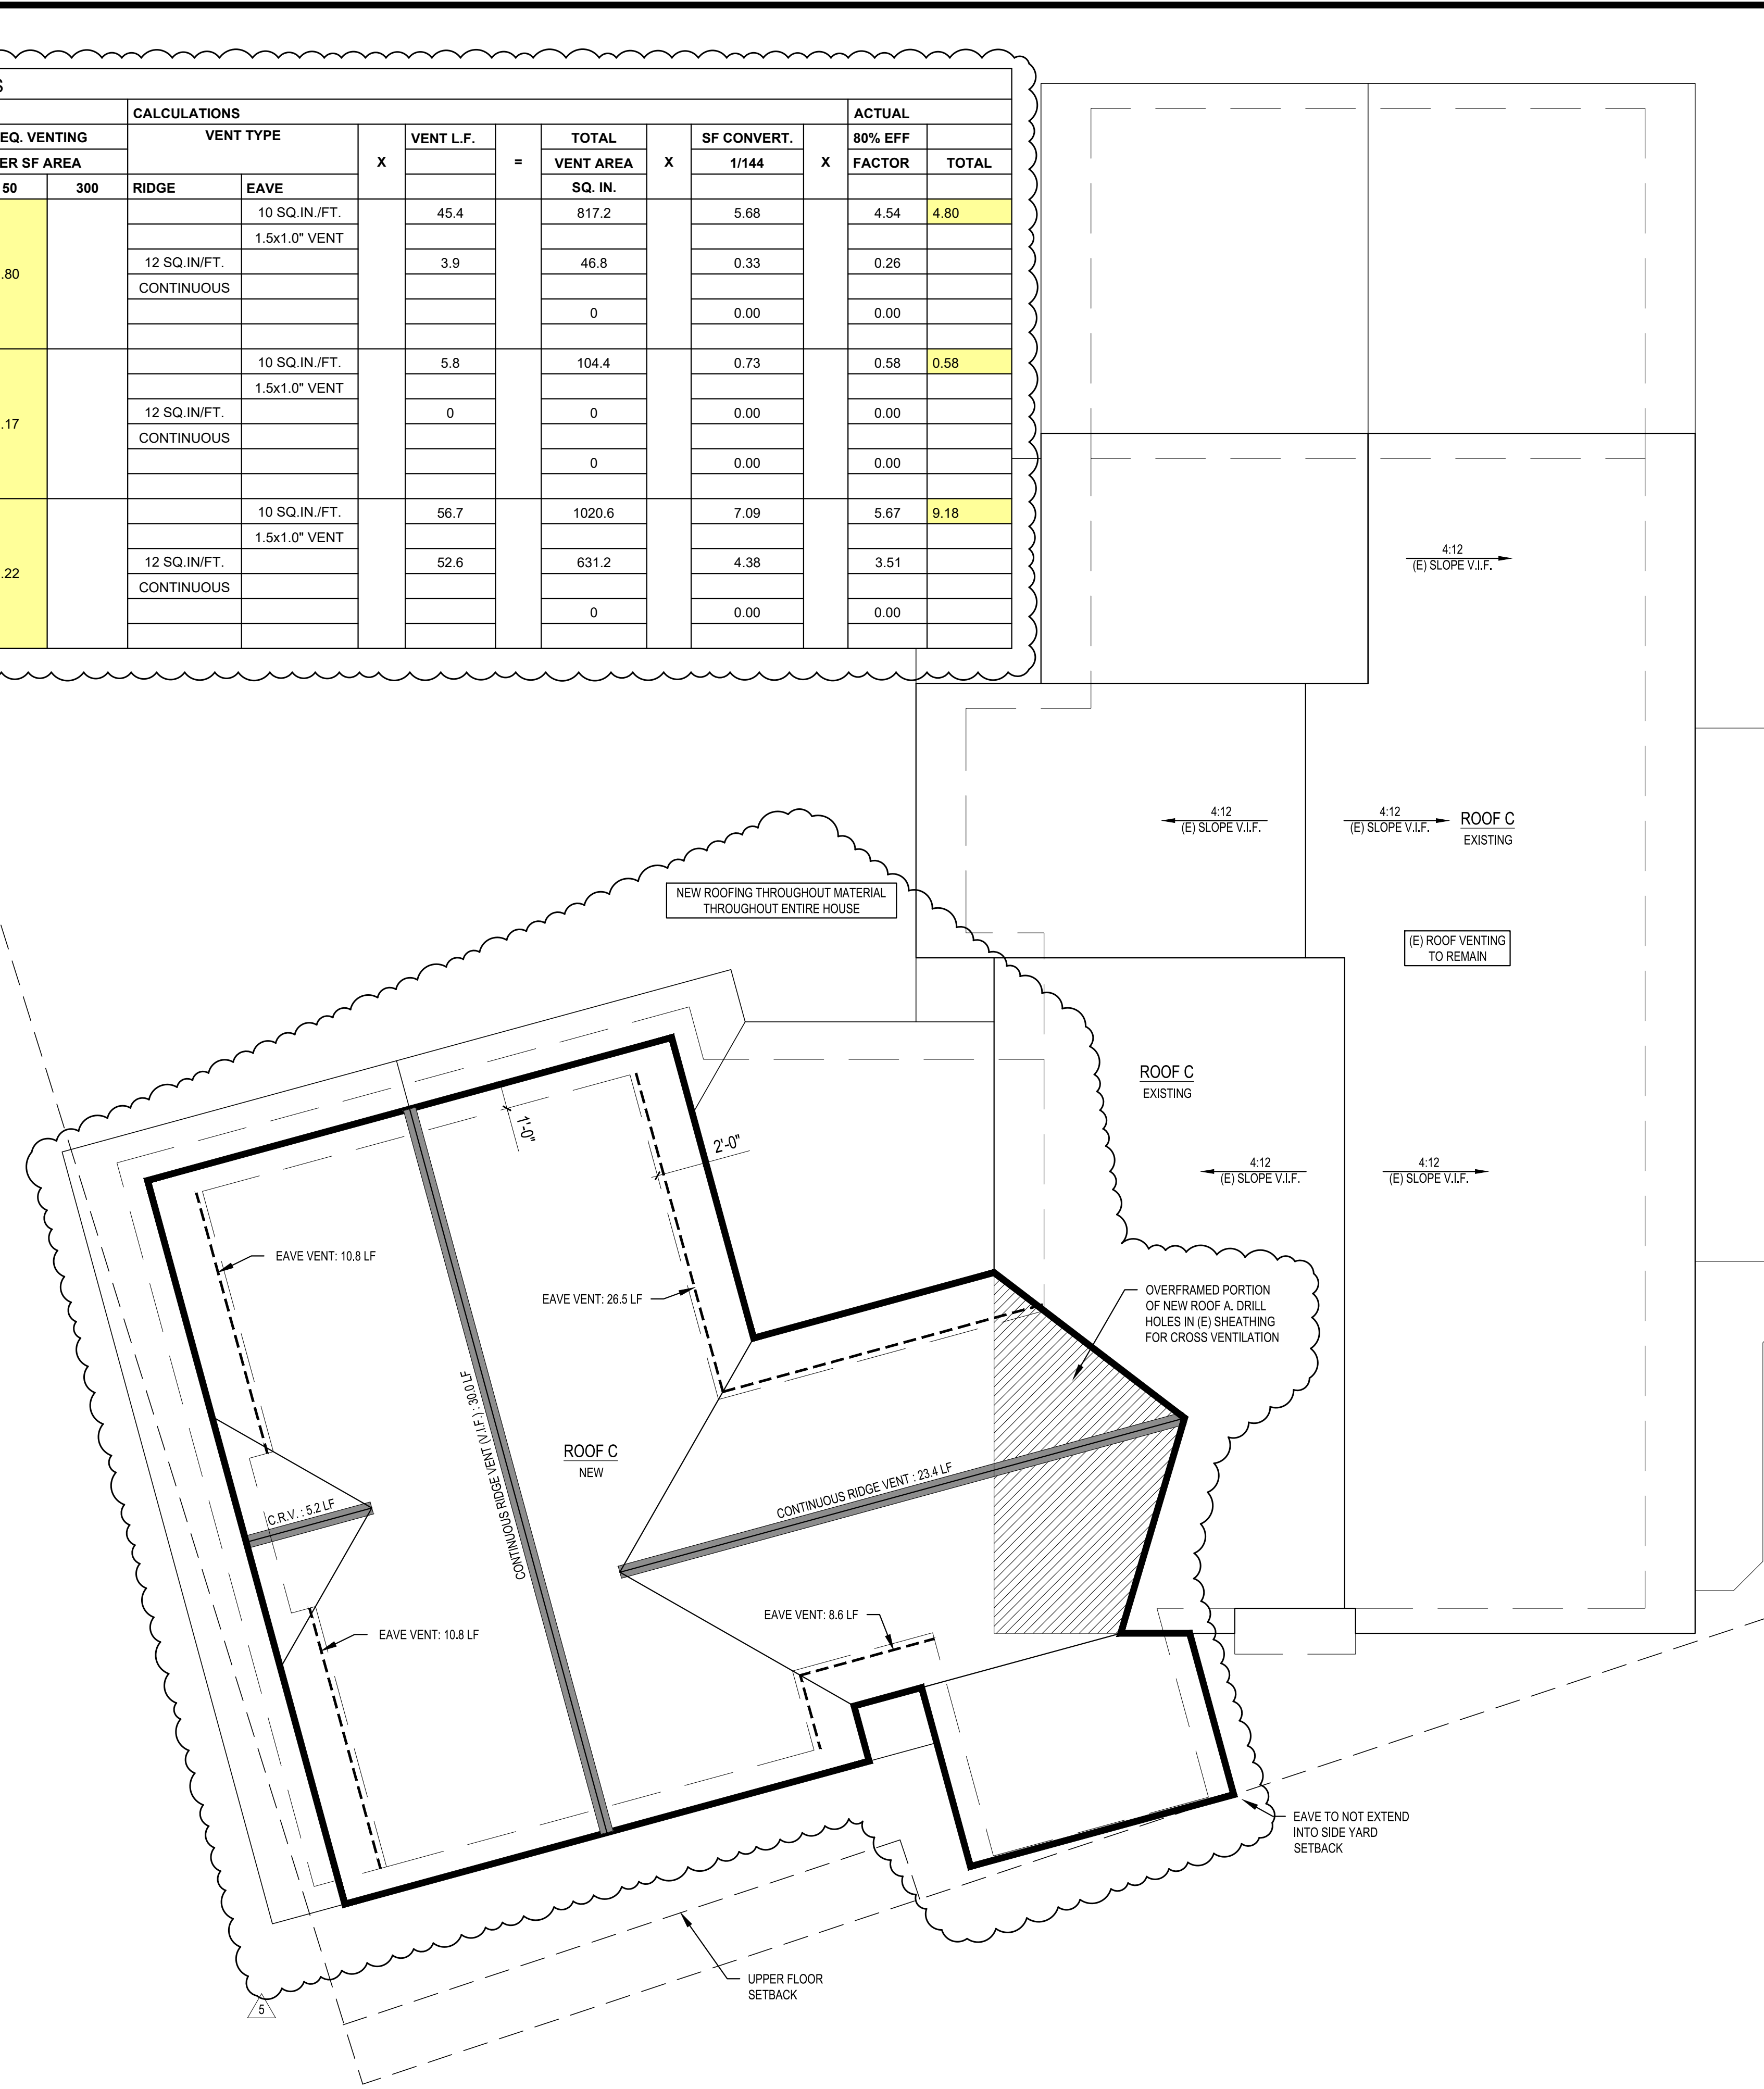 S
CALCULATIONS ACTUAL
EQ. VENTING VENT TYPE X VENT L.F. = TOTAL X SF CONVERT. X 80% EFF
ER SF AREA VENT AREA 1/144 FACTOR TOTAL
50 300 RIDGE EAVE SQ. IN.
10 SQ.IN./FT. 45.4 817.2 5.68 4.54 4.80
1.5x1.0" VENT
.80 12 SQ.IN/FT. 3.9 46.8 0.33 0.26
CONTINUOUS
0 0.00 0.00
10 SQ.IN./FT. 5.8 104.4 0.73 0.58 0.58
1.5x1.0" VENT
.17 12 SQ.IN/FT. 0 0 0.00 0.00
CONTINUOUS
0 0.00 0.00
10 SQ.IN./FT. 56.7 1020.6 7.09 5.67 9.18
1.5x1.0" VENT
.22 12 SQ.IN/FT. 52.6 631.2 4.38 3.51
CONTINUOUS
0 0.00 0.00
4:12
(E) SLOPE V.I.F.
4:12
(E) SLOPE V.I.F.
4:12
(E) SLOPE V.I.F.
ROOF C
EXISTING
NEW ROOFING THROUGHOUT MATERIAL
THROUGHOUT ENTIRE HOUSE
(E) ROOF VENTING
TO REMAIN
ROOF C
EXISTING
4:12
(E) SLOPE V.I.F.
4:12
(E) SLOPE V.I.F.
1'-0"
2'-0"
EAVE VENT: 10.8 LF
EAVE VENT: 26.5 LF
OVERFRAMED PORTION
OF NEW ROOF A. DRILL
HOLES IN (E) SHEATHING
FOR CROSS VENTILATION
CONTINUOUS RIDGE VENT (V.I.F.) : 30.0 LF
ROOF C
NEW
CONTINUOUS RIDGE VENT : 23.4 LF
C.R.V. : 5.2 LF
EAVE VENT: 8.6 LF
EAVE VENT: 10.8 LF
EAVE TO NOT EXTEND
INTO SIDE YARD
SETBACK
UPPER FLOOR
SETBACK
5